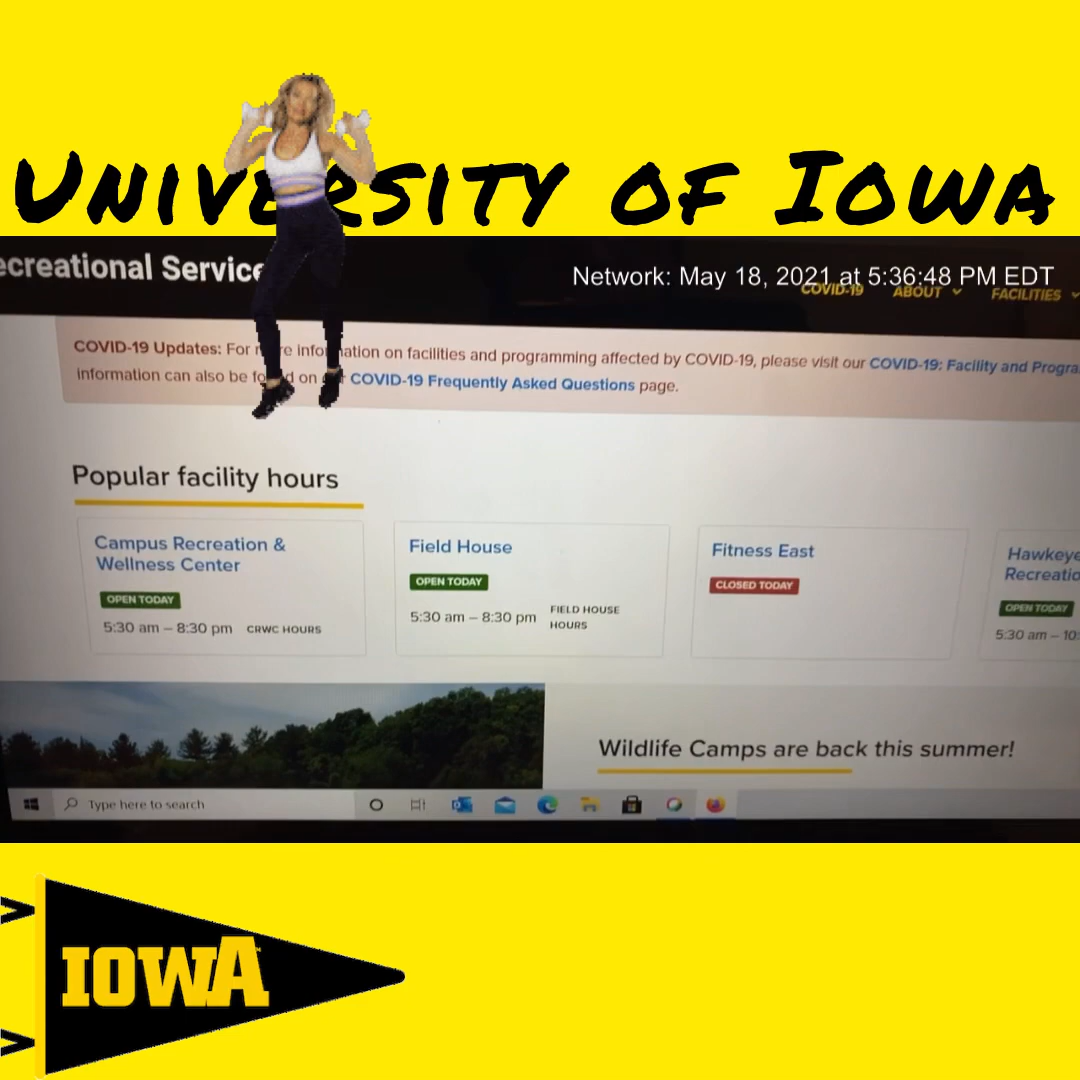 University of Iowa
ecreational Service
Network: May 18, 2021 at 5:36:48 PM EDT
COVID-19 ABOUT FACILITIES
COVID-19 Updates: For more information on facilities and programming affected by COVID-19, please visit our COVID-19: Facility and Progra
information can also be found on our COVID-19 Frequently Asked Questions page.
Popular facility hours
Campus Recreation &
Wellness Center
OPEN TODAY
5:30 am – 8:30 pm CRWC HOURS
Field House
OPEN TODAY
5:30 am – 8:30 pm FIELD HOUSE
HOURS
Fitness East
CLOSED TODAY
Hawkeye
Recreatio
OPEN TODAY
5:30 am – 10:
Wildlife Camps are back this summer!
Type here to search
IOWA